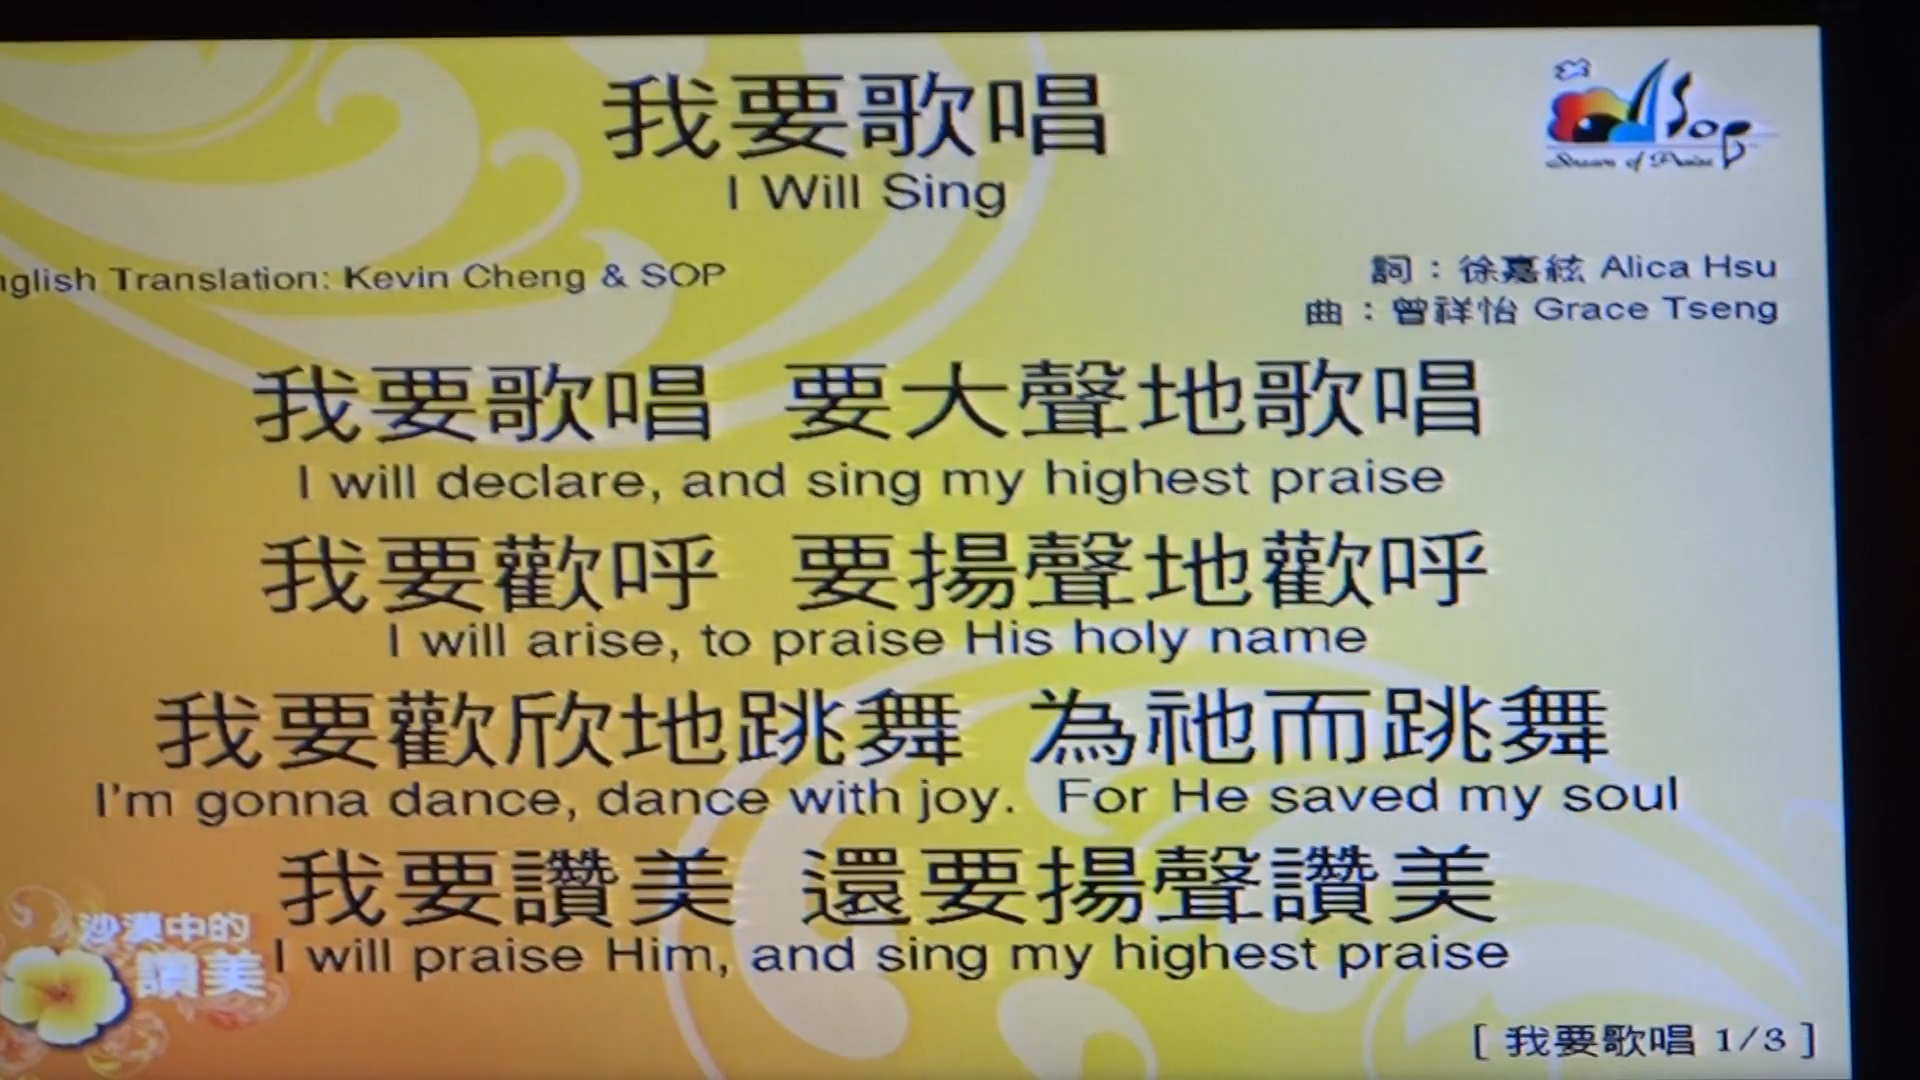 我要歌唱
I Will Sing
SOP
Stream of Praise
nglish Translation: Kevin Cheng & SOP
詞：徐嘉絃 Alica Hsu
曲：曾祥怡 Grace Tseng
我要歌唱 要大聲地歌唱
I will declare, and sing my highest praise
我要歡呼 要揚聲地歡呼
I will arise, to praise His holy name
我要歡欣地跳舞 為祂而跳舞
I'm gonna dance, dance with joy. For He saved my soul
我要讚美 還要揚聲讚美
I will praise Him, and sing my highest praise
沙漠中的
讚美
[ 我要歌唱 1/3 ]